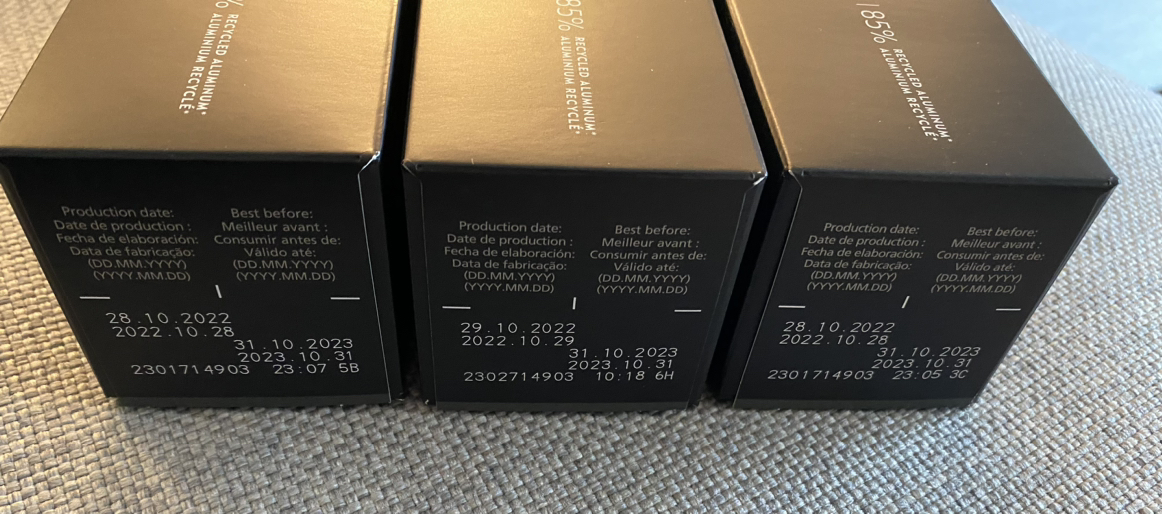 % RECYCLED ALUMINUM*
ALUMINIUM RECYCLÉ*
Production date:
Date de production :
Fecha de elaboración:
Data de fabricação:
(DD.MM.YYYY)
(YYYY.MM.DD)
Best before:
Meilleur avant :
Consumir antes de:
Válido até:
(DD.MM.YYYY)
(YYYY.MM.DD)
28.10.2022
2022.10.28
31.10.2023
2023.10.31
2301714903 23:07 5B
85% RECYCLED ALUMINUM*
ALUMINIUM RECYCLÉ*
Production date:
Date de production :
Fecha de elaboración:
Data de fabricação:
(DD.MM.YYYY)
(YYYY.MM.DD)
Best before:
Meilleur avant :
Consumir antes de:
Válido até:
(DD.MM.YYYY)
(YYYY.MM.DD)
29.10.2022
2022.10.29
31.10.2023
2023.10.31
2302714903 10:18 6H
85% RECYCLED ALUMINUM*
ALUMINIUM RECYCLÉ*
Production date:
Date de production :
Fecha de elaboración:
Data de fabricação:
(DD.MM.YYYY)
(YYYY.MM.DD)
Best before:
Meilleur avant :
Consumir antes de:
Válido até:
(DD.MM.YYYY)
(YYYY.MM.DD)
28.10.2022
2022.10.28
31.10.2023
2023.10.31
2301714903 23:05 3C